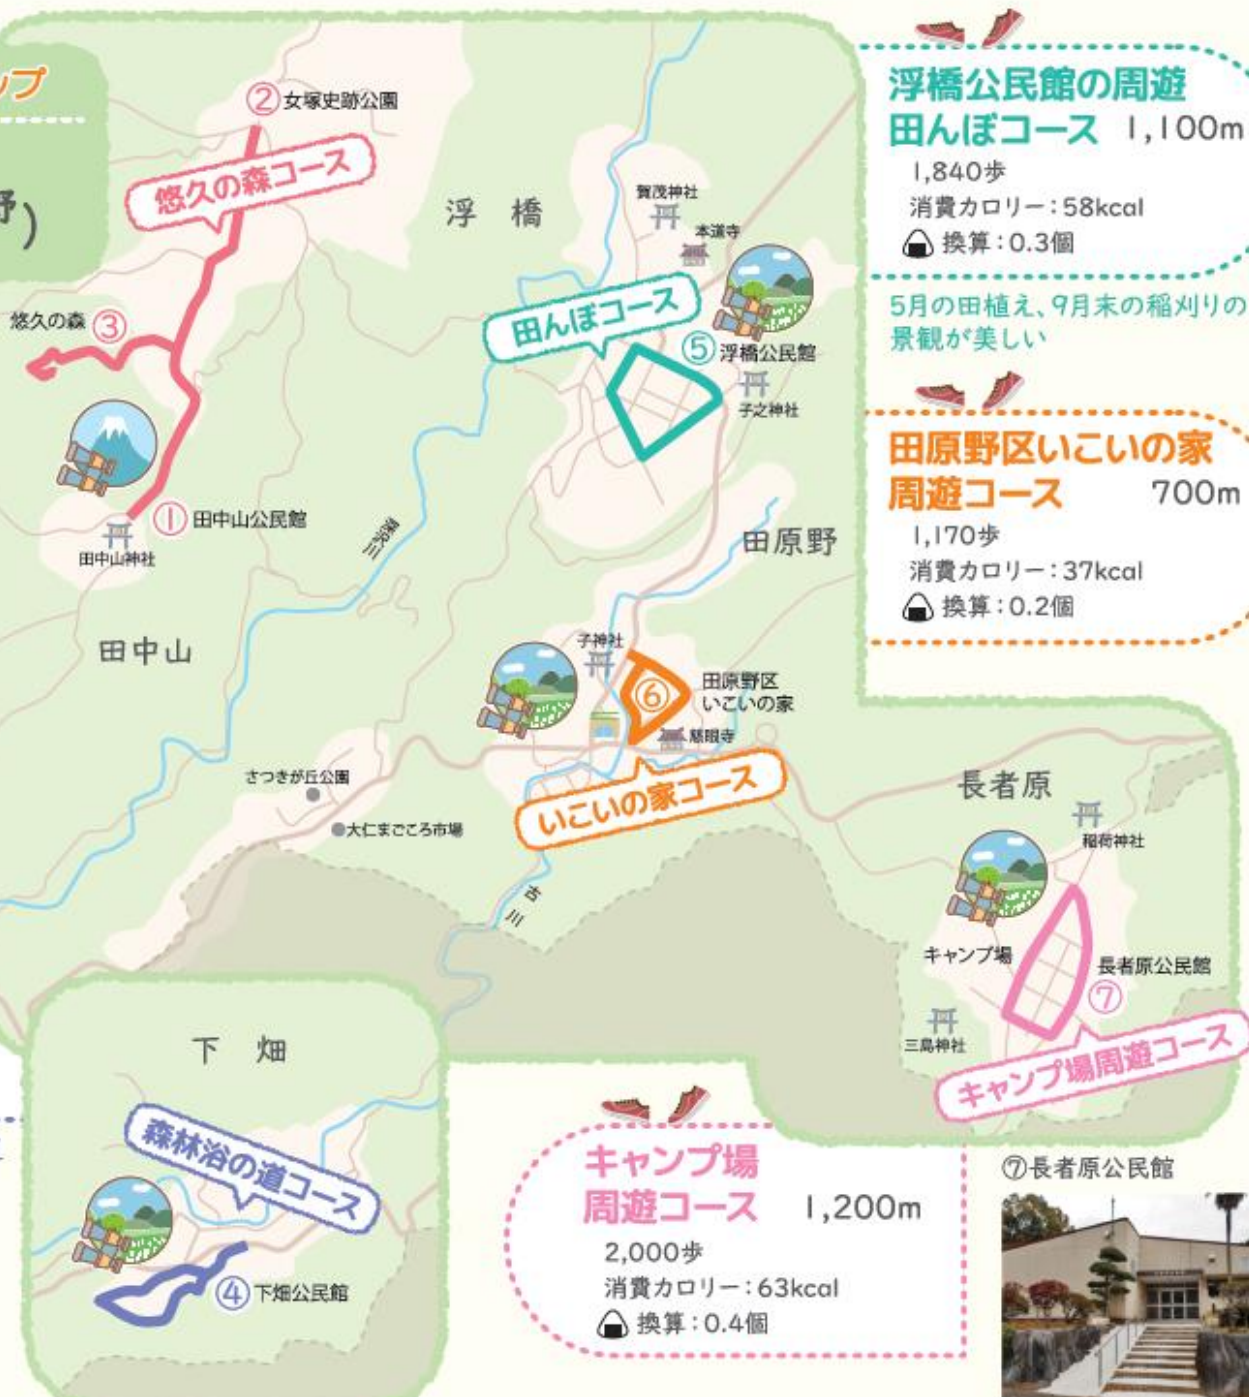 ップ
野)
②女塚史跡公園
悠久の森コース
悠久の森③
①田中山公民館
田中山神社
田中山
浮 橋
賀茂神社
本道寺
田んぼコース
⑤浮橋公民館
子之神社
深沢川
田原野
子神社
⑥
田原野区
いこいの家
慈眼寺
いこいの家コース
さつきが丘公園
大仁まごころ市場
古川
長者原
稲荷神社
キャンプ場
長者原公民館
⑦
三島神社
キャンプ場周遊コース
浮橋公民館の周遊
田んぼコース 1,100m
1,840歩
消費カロリー:58kcal
換算:0.3個
5月の田植え、9月末の稲刈りの
景観が美しい
田原野区いこいの家
周遊コース 700m
1,170歩
消費カロリー:37kcal
換算:0.2個
下 畑
森林浴の道コース
④下畑公民館
キャンプ場
周遊コース 1,200m
2,000歩
消費カロリー:63kcal
換算:0.4個
⑦長者原公民館